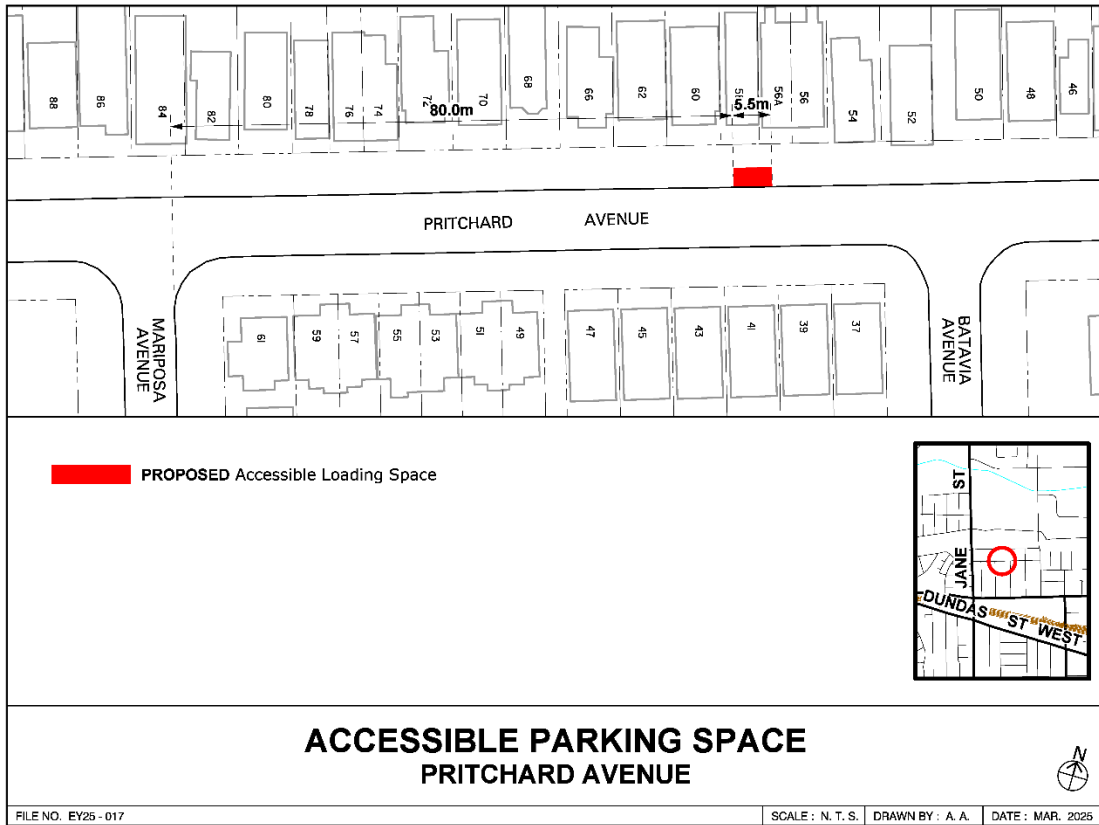 88
86
84
82
80
78
76
74
72
70
68
66
62
60
56A
56
54
52
50
48
46
80.0m
5.5m
PRITCHARD AVENUE
MARIPOSA
AVENUE
61
59
57
55
53
51
49
47
45
43
41
39
37
BATAVIA
AVENUE
PROPOSED Accessible Loading Space
JANE ST
DUNDAS ST WEST
ACCESSIBLE PARKING SPACE
PRITCHARD AVENUE
N
FILE NO. EY25 - 017
SCALE : N. T. S.
DRAWN BY : A. A.
DATE : MAR. 2025